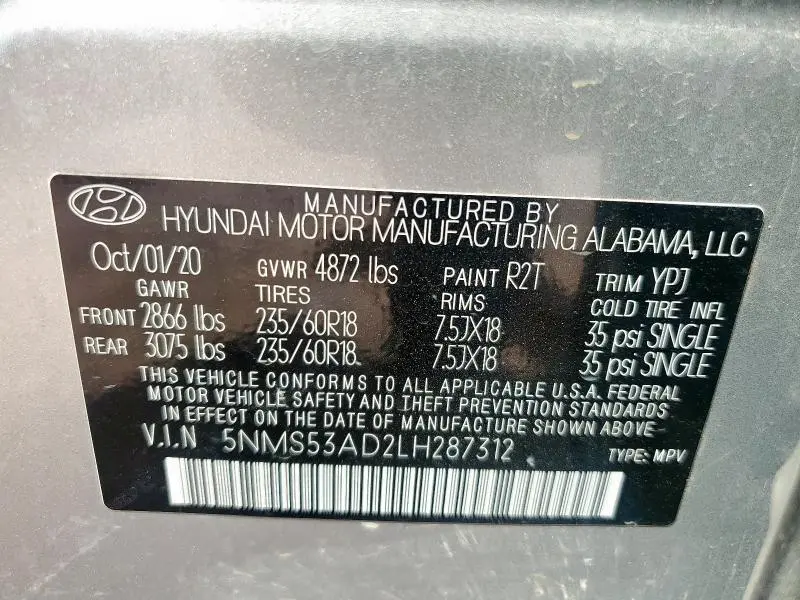 MANUFACTURED BY
HYUNDAI MOTOR MANUFACTURING ALABAMA, LLC
Oct/01/20 GVWR 4872 lbs PAINT R2T TRIM YPJ
GAWR TIRES RIMS COLD TIRE INFL
FRONT 2866 lbs 235/60R18 7.5JX18 35 psi SINGLE
REAR 3075 lbs 235/60R18 7.5JX18 35 psi SINGLE
THIS VEHICLE CONFORMS TO ALL APPLICABLE U.S.A. FEDERAL
MOTOR VEHICLE SAFETY AND THEFT PREVENTION STANDARDS
IN EFFECT ON THE DATE OF MANUFACTURE SHOWN ABOVE.
V.I.N 5NMS53AD2LH287312 TYPE: MPV